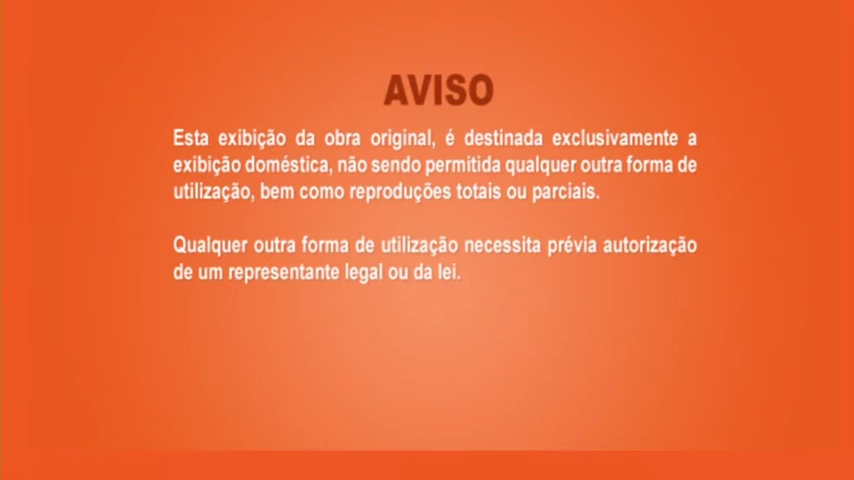 AVISO
Esta exibição da obra original, é destinada exclusivamente a
exibição doméstica, não sendo permitida qualquer outra forma de
utilização, bem como reproduções totais ou parciais.
Qualquer outra forma de utilização necessita prévia autorização
de um representante legal ou da lei.